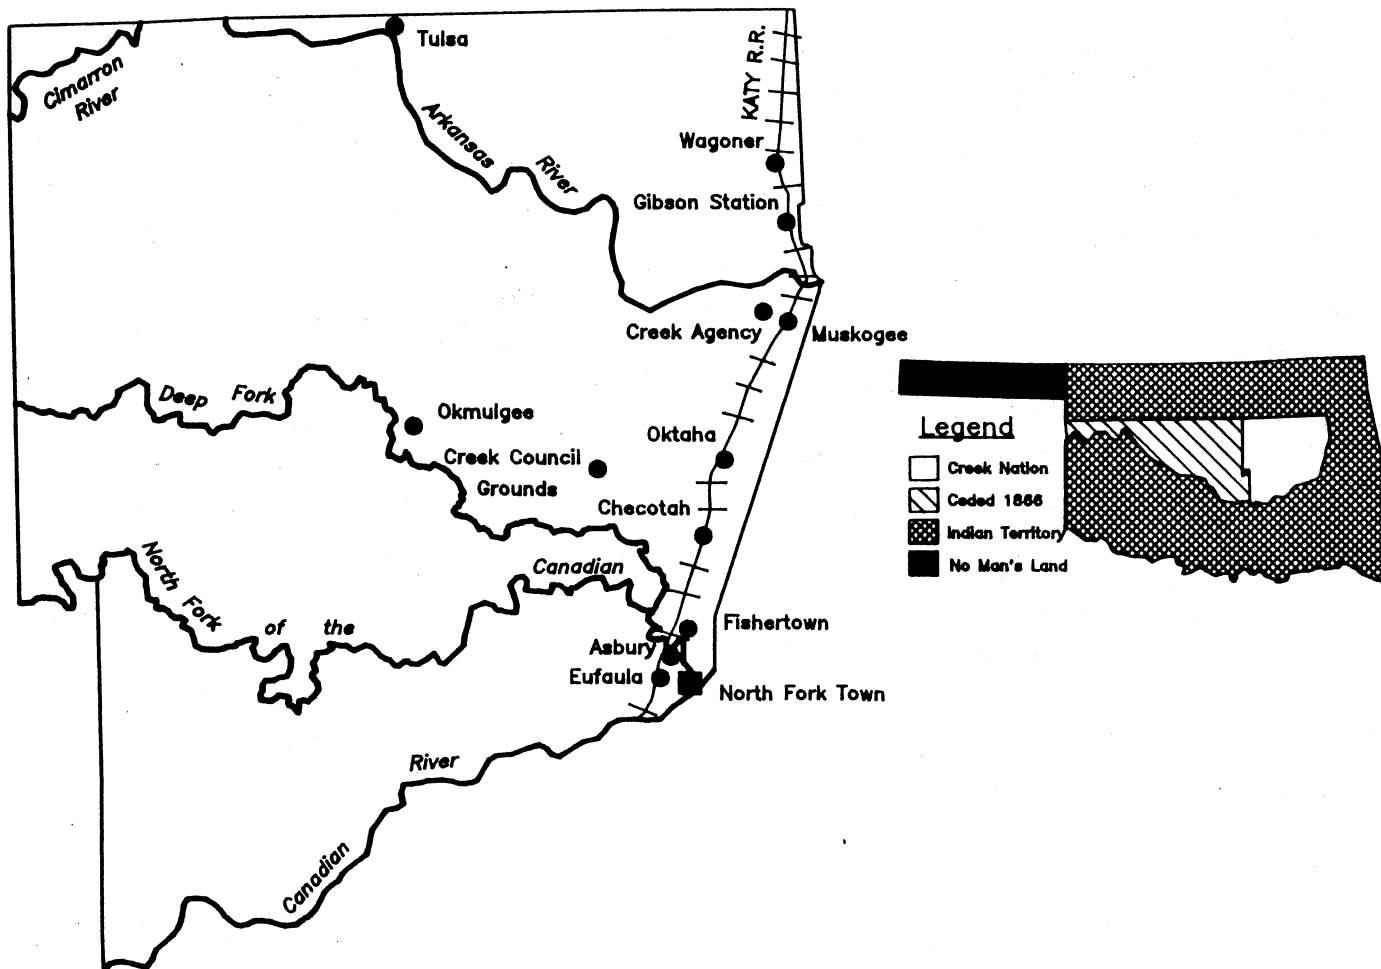 Tulsa
Cimarron
River
KATY R.R.
Arkansas
River
Wagoner
Gibson Station
Creek Agency
Muskogee
Deep Fork
Okmulgee
Oktaha
Creek Council
Grounds
Checotah
North Fork
of the
Canadian
Fishertown
Asbury
Eufaula
North Fork Town
River
Canadian
Legend
Creek Nation
Ceded 1866
Indian Territory
No Man's Land